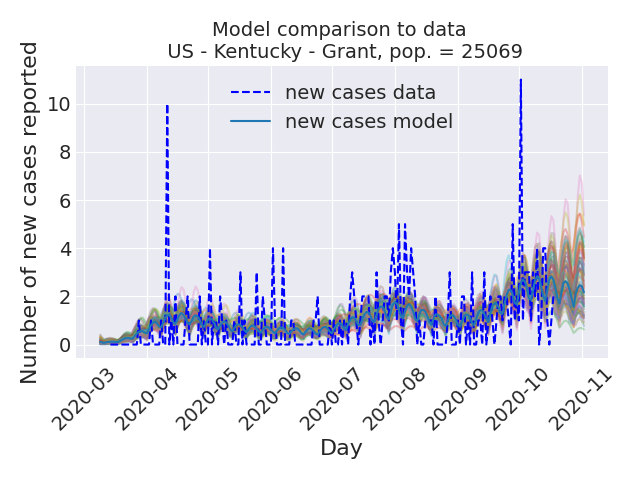 Model comparison to data
US - Kentucky - Grant, pop. = 25069
new cases data
new cases model
Number of new cases reported
10
8
6
4
2
0
2020-03
2020-04
2020-05
2020-06
2020-07
2020-08
2020-09
2020-10
2020-11
Day